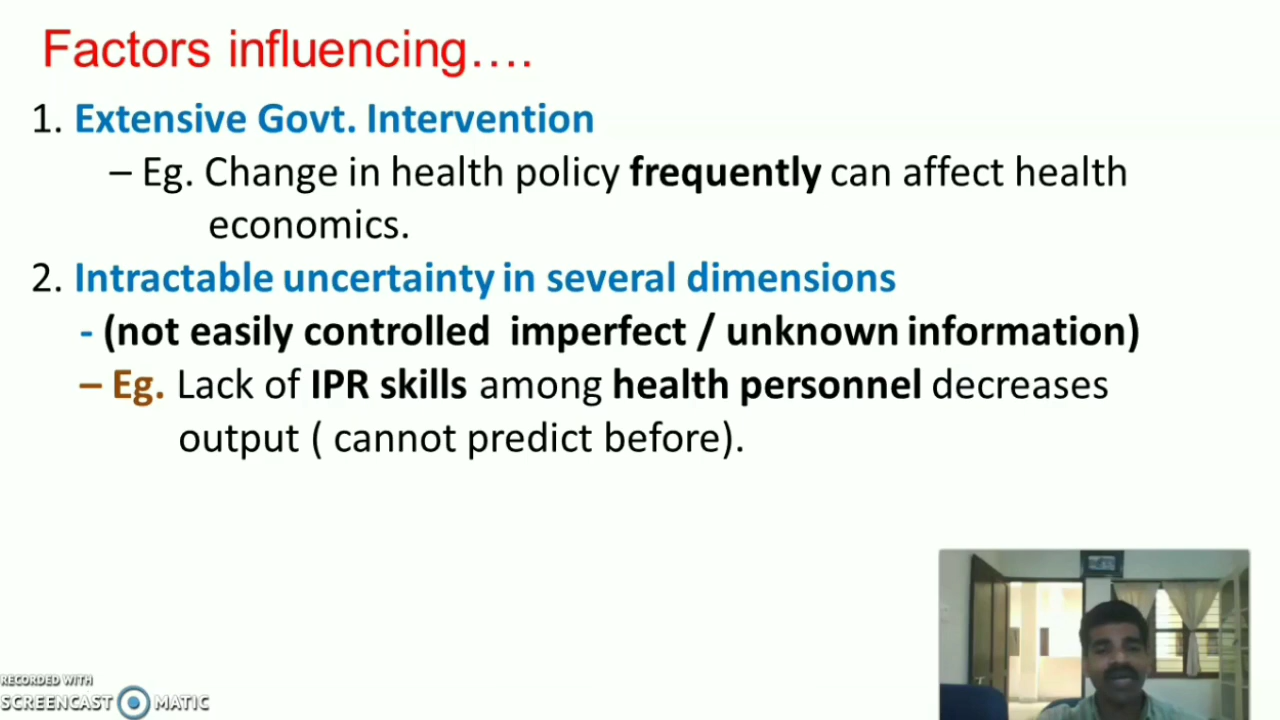 Factors influencing….
1. Extensive Govt. Intervention
– Eg. Change in health policy frequently can affect health
economics.
2. Intractable uncertainty in several dimensions
- (not easily controlled imperfect / unknown information)
– Eg. Lack of IPR skills among health personnel decreases
output ( cannot predict before).
RECORDED WITH
SCREENCAST MATIC